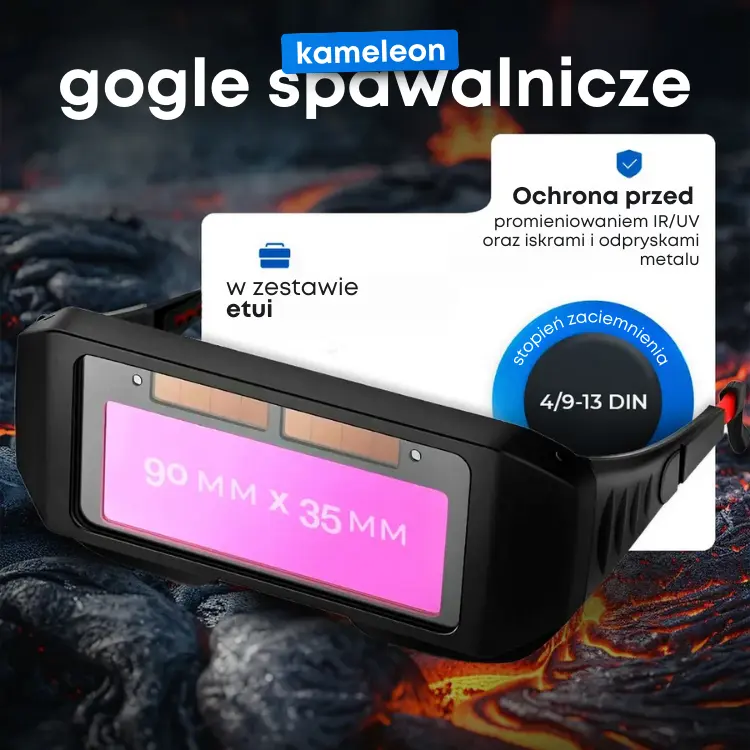 kameleon
gogle spawalnicze
Ochrona przed
promieniowaniem IR/UV
oraz iskrami i odpryskami
metalu
w zestawie
etui
stopień zaciemnienia
4/9-13 DIN
90 MM x 35 MM